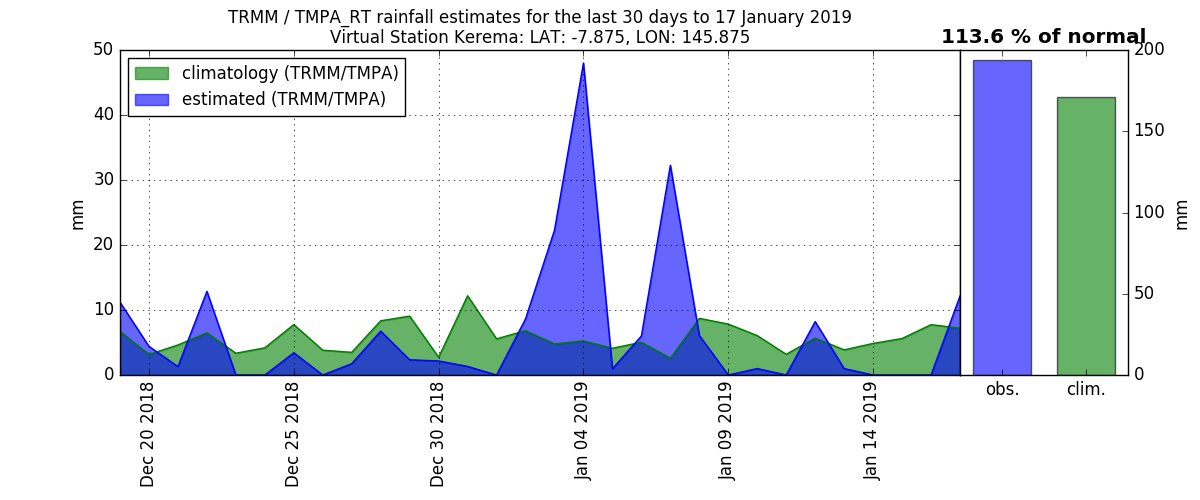 TRMM / TMPA_RT rainfall estimates for the last 30 days to 17 January 2019
Virtual Station Kerema: LAT: -7.875, LON: 145.875
113.6 % of normal
climatology (TRMM/TMPA)
estimated (TRMM/TMPA)
50
40
30
20
10
0
mm
Dec 20 2018
Dec 25 2018
Dec 30 2018
Jan 04 2019
Jan 09 2019
Jan 14 2019
200
150
100
50
0
mm
obs.
clim.